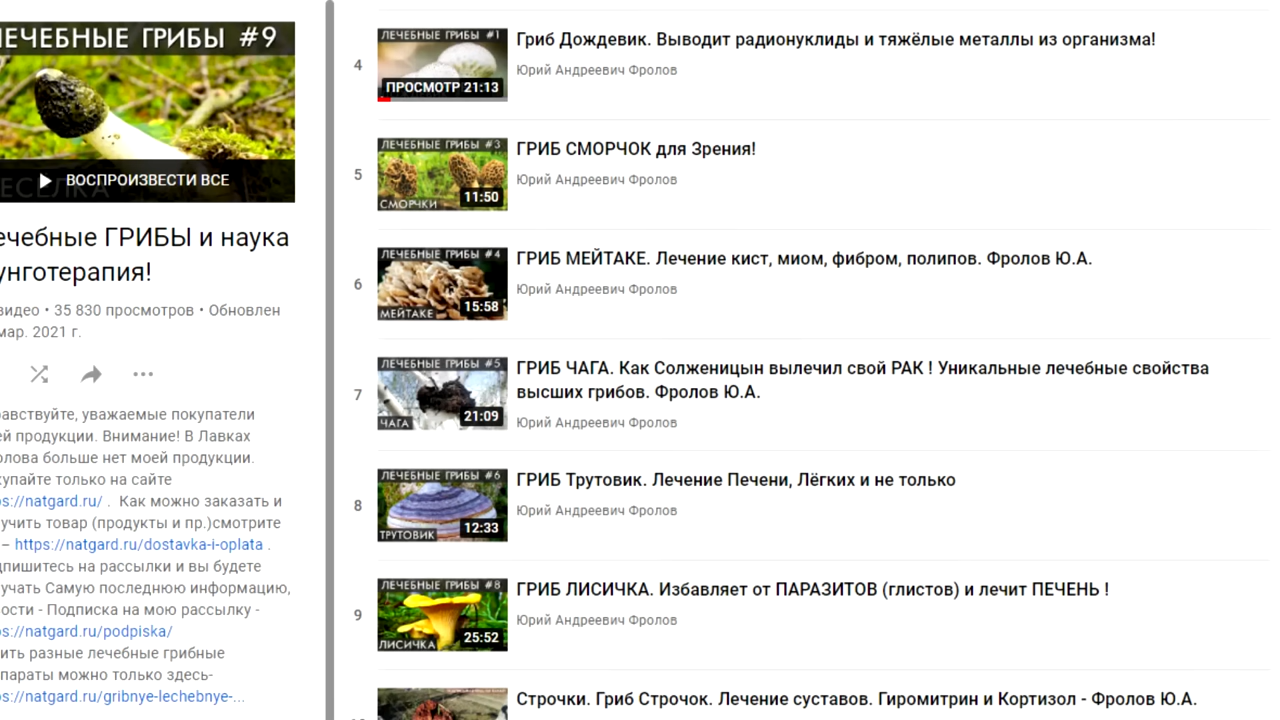 ЛЕЧЕБНЫЕ ГРИБЫ #9
ВОСПРОИЗВЕСТИ ВСЕ
ечебные ГРИБЫ и наука
унготерапия!
видео • 35 830 просмотров • Обновлен
мар. 2021 г.
равствуйте, уважаемые покупатели
ей продукции. Внимание! В Лавках
олова больше нет моей продукции.
купайте только на сайте
ps://natgard.ru/ . Как можно заказать и
учить товар (продукты и пр.)смотрите
– https://natgard.ru/dostavka-i-oplata .
дпишитесь на рассылки и вы будете
учать Самую последнюю информацию,
ости - Подписка на мою рассылку -
ps://natgard.ru/podpiska/
ить разные лечебные грибные
параты можно только здесь-
ps://natgard.ru/gribnye-lechebnye-...
4
ЛЕЧЕБНЫЕ ГРИБЫ #1
ПРОСМОТР 21:13
Гриб Дождевик. Выводит радионуклиды и тяжёлые металлы из организма!
Юрий Андреевич Фролов
5
ЛЕЧЕБНЫЕ ГРИБЫ #3
СМОРЧКИ
11:50
ГРИБ СМОРЧОК для Зрения!
Юрий Андреевич Фролов
6
ЛЕЧЕБНЫЕ ГРИБЫ #4
МЕЙТАКЕ
15:58
ГРИБ МЕЙТАКЕ. Лечение кист, миом, фибром, полипов. Фролов Ю.А.
Юрий Андреевич Фролов
7
ЛЕЧЕБНЫЕ ГРИБЫ #5
ЧАГА
21:09
ГРИБ ЧАГА. Как Солженицын вылечил свой РАК ! Уникальные лечебные свойства
высших грибов. Фролов Ю.А.
Юрий Андреевич Фролов
8
ЛЕЧЕБНЫЕ ГРИБЫ #6
ТРУТОВИК
12:33
ГРИБ Трутовик. Лечение Печени, Лёгких и не только
Юрий Андреевич Фролов
9
ЛЕЧЕБНЫЕ ГРИБЫ #8
ЛИСИЧКА
25:52
ГРИБ ЛИСИЧКА. Избавляет от ПАРАЗИТОВ (глистов) и лечит ПЕЧЕНЬ !
Юрий Андреевич Фролов
Строчки. Гриб Строчок. Лечение суставов. Гиромитрин и Кортизол - Фролов Ю.А.